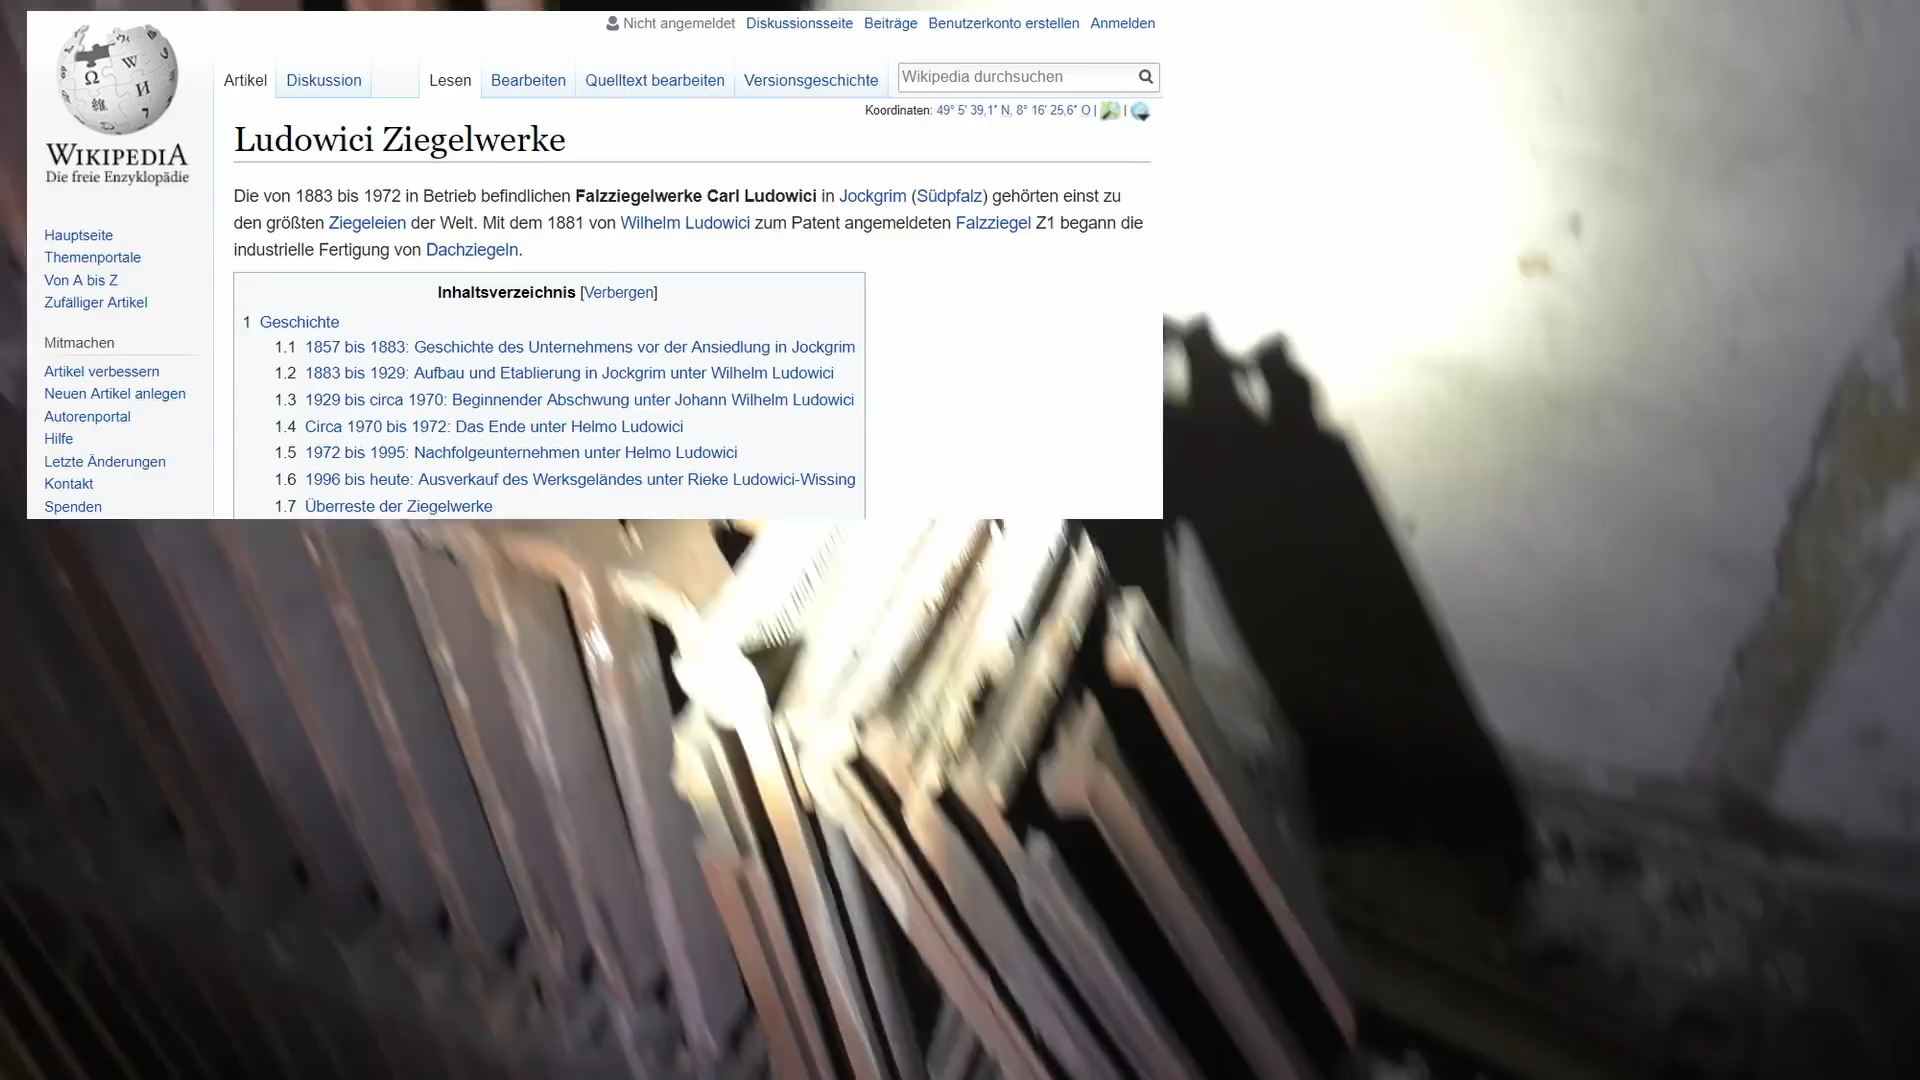 Nicht angemeldet Diskussionsseite Beiträge Benutzerkonto erstellen Anmelden
Artikel Diskussion Lesen Bearbeiten Quelltext bearbeiten Versionsgeschichte Wikipedia durchsuchen
Koordinaten: 49° 5′ 39,1″ N, 8° 16′ 25,6″ O | |
WIKIPEDIA
Die freie Enzyklopädie
Hauptseite
Themenportale
Von A bis Z
Zufälliger Artikel
Mitmachen
Artikel verbessern
Neuen Artikel anlegen
Autorenportal
Hilfe
Letzte Änderungen
Kontakt
Spenden
Ludowici Ziegelwerke
Die von 1883 bis 1972 in Betrieb befindlichen Falzziegelwerke Carl Ludowici in Jockgrim (Südpfalz) gehörten einst zu
den größten Ziegeleien der Welt. Mit dem 1881 von Wilhelm Ludowici zum Patent angemeldeten Falzziegel Z1 begann die
industrielle Fertigung von Dachziegeln.
Inhaltsverzeichnis [Verbergen]
1 Geschichte
1.1 1857 bis 1883: Geschichte des Unternehmens vor der Ansiedlung in Jockgrim
1.2 1883 bis 1929: Aufbau und Etablierung in Jockgrim unter Wilhelm Ludowici
1.3 1929 bis circa 1970: Beginnender Abschwung unter Johann Wilhelm Ludowici
1.4 Circa 1970 bis 1972: Das Ende unter Helmo Ludowici
1.5 1972 bis 1995: Nachfolgeunternehmen unter Helmo Ludowici
1.6 1996 bis heute: Ausverkauf des Werksgeländes unter Rieke Ludowici-Wissing
1.7 Überreste der Ziegelwerke